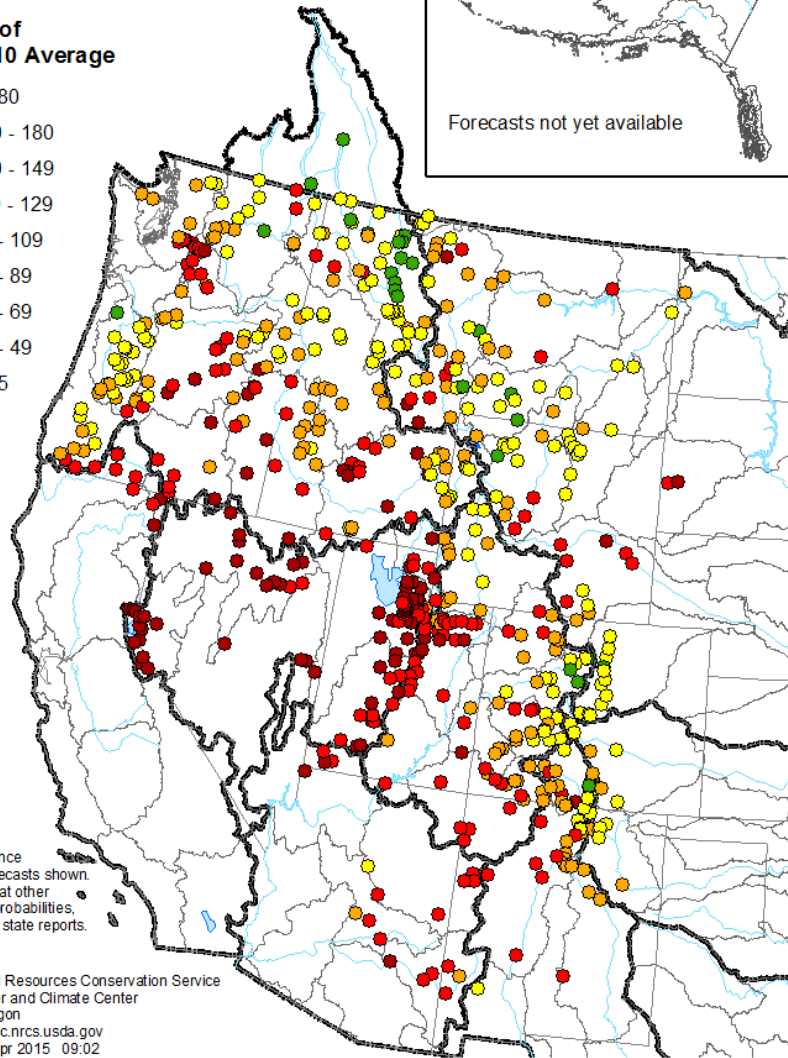 of
10 Average
80
- 180
- 149
- 129
- 109
- 89
- 69
- 49
5
Forecasts not yet available
nce
ecasts shown.
at other
robabilities,
state reports.
l Resources Conservation Service
er and Climate Center
gon
c.nrcs.usda.gov
pr 2015 09:02